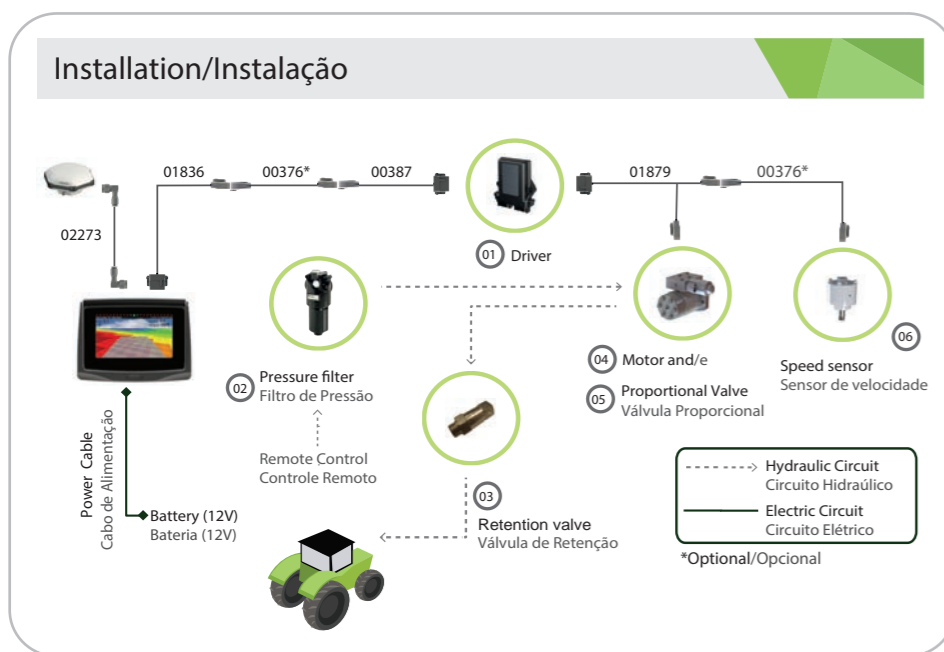 Installation/Instalação
01836
00376*
00387
01879
00376*
02273
01 Driver
02 Pressure filter
Filtro de Pressão
04 Motor and/e
05 Proportional Valve
Válvula Proporcional
06
Speed sensor
Sensor de velocidade
Remote Control
Controle Remoto
Power Cable
Cabo de Alimentação
Battery (12V)
Bateria (12V)
03
Retention valve
Válvula de Retenção
Hydraulic Circuit
Circuito Hidraúlico
Electric Circuit
Circuito Elétrico
*Optional/Opcional